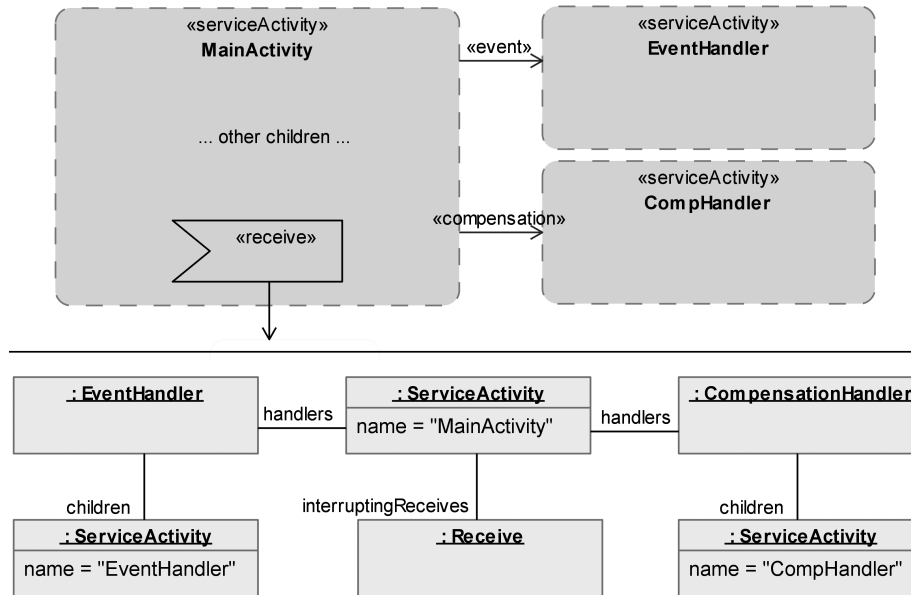 «serviceActivity»
MainActivity
«event»
«serviceActivity»
EventHandler
... other children ...
«serviceActivity»
CompHandler
«compensation»
«receive»
: EventHandler
handlers
: ServiceActivity
name = "MainActivity"
handlers
: CompensationHandler
children
interruptingReceives
children
: ServiceActivity
name = "EventHandler"
: Receive
: ServiceActivity
name = "CompHandler"